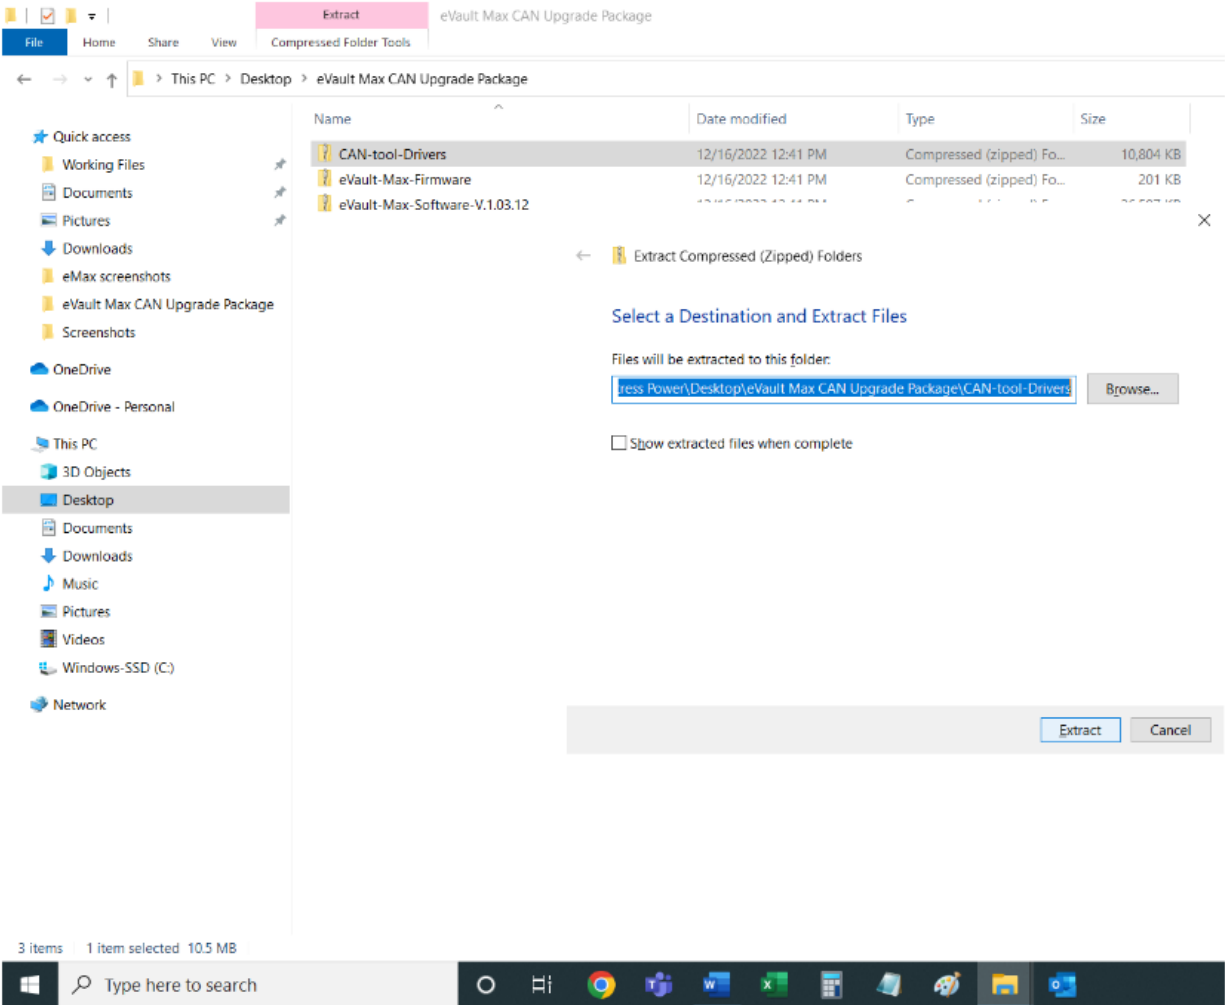 Extract
eVault Max CAN Upgrade Package
File Home Share View Compressed Folder Tools
This PC > Desktop > eVault Max CAN Upgrade Package
Name Date modified Type Size
Quick access
Working Files
Documents
Pictures
Downloads
eMax screenshots
eVault Max CAN Upgrade Package
Screenshots
OneDrive
OneDrive - Personal
This PC
3D Objects
Desktop
Documents
Downloads
Music
Pictures
Videos
Windows-SSD (C:)
Network
CAN-tool-Drivers 12/16/2022 12:41 PM Compressed (zipped) Fo... 10,804 KB
eVault-Max-Firmware 12/16/2022 12:41 PM Compressed (zipped) Fo... 201 KB
eVault-Max-Software-V.1.03.12
Extract Compressed (Zipped) Folders
Select a Destination and Extract Files
Files will be extracted to this folder:
ress Power\Desktop\eVault Max CAN Upgrade Package\CAN-tool-Drivers
Browse...
Show extracted files when complete
Extract Cancel
3 items 1 item selected 10.5 MB
Type here to search